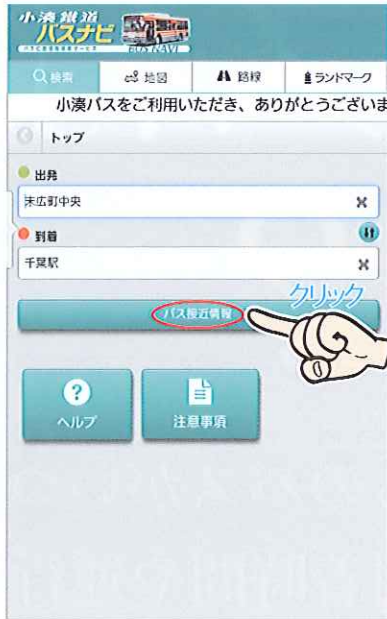 小湊鐵道
バスナビ
BUS NAVI
検索 地図 路線 ランドマーク
小湊バスをご利用いただき、ありがとうございま
トップ
出発
末広町中央
到着
千葉駅
クリック
バス接近情報
?
ヘルプ 注意事項